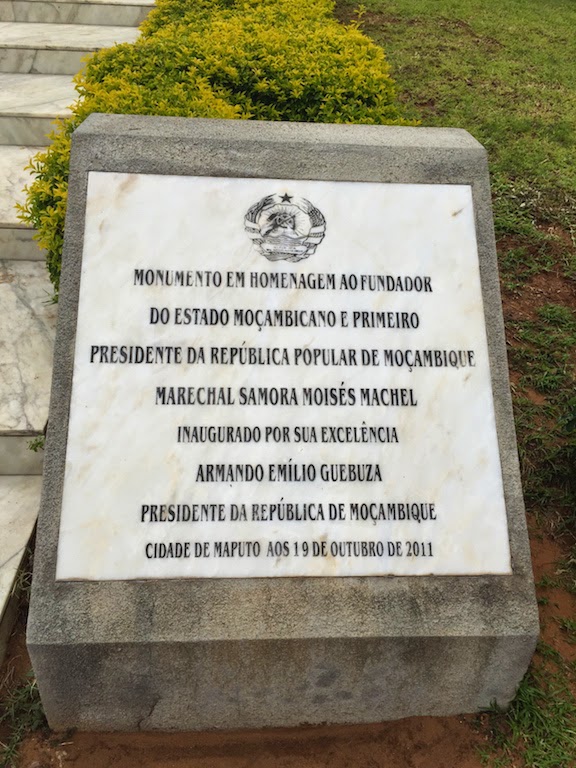 MONUMENTO EM HOMENAGEM AO FUNDADOR
DO ESTADO MOÇAMBICANO E PRIMEIRO
PRESIDENTE DA REPÚBLICA POPULAR DE MOÇAMBIQUE
MARECHAL SAMORA MOISÉS MACHEL
INAUGURADO POR SUA EXCELÊNCIA
ARMANDO EMÍLIO GUEBUZA
PRESIDENTE DA REPÚBLICA DE MOÇAMBIQUE
CIDADE DE MAPUTO AOS 19 DE OUTUBRO DE 2011